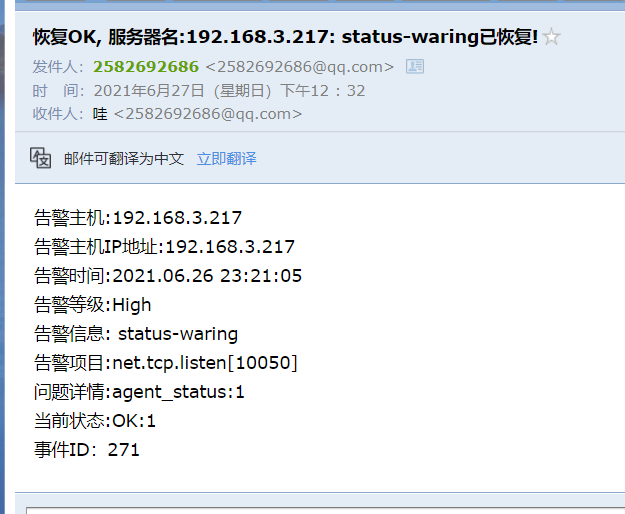 恢复OK, 服务器名:192.168.3.217: status-waring已恢复!
发件人：2582692686 <2582692686@qq.com>
时　间：2021年6月27日（星期日）下午12：32
收件人：哇 <2582692686@qq.com>
邮件可翻译为中文 立即翻译
告警主机:192.168.3.217
告警主机IP地址:192.168.3.217
告警时间:2021.06.26 23:21:05
告警等级:High
告警信息: status-waring
告警项目:net.tcp.listen[10050]
问题详情:agent_status:1
当前状态:OK:1
事件ID：271